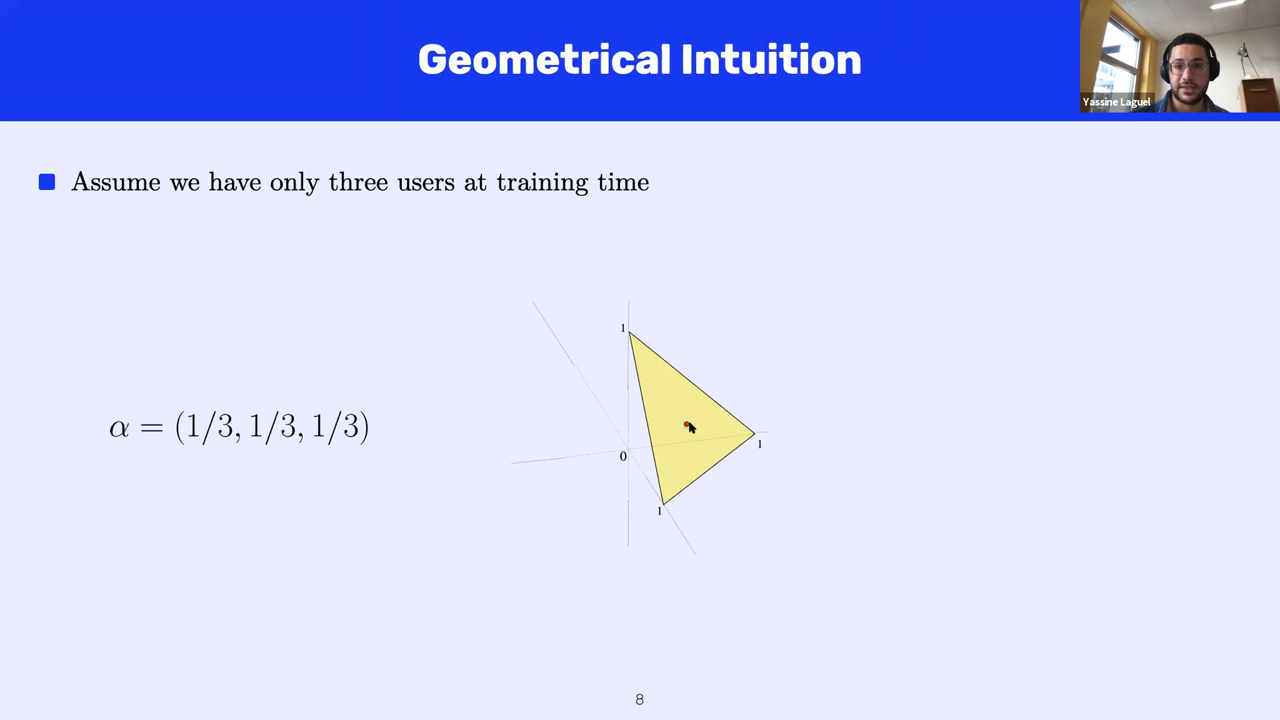 Geometrical Intuition
Yassine Laguel
Assume we have only three users at training time
1
α = (1/3, 1/3, 1/3)
0
1
1
8